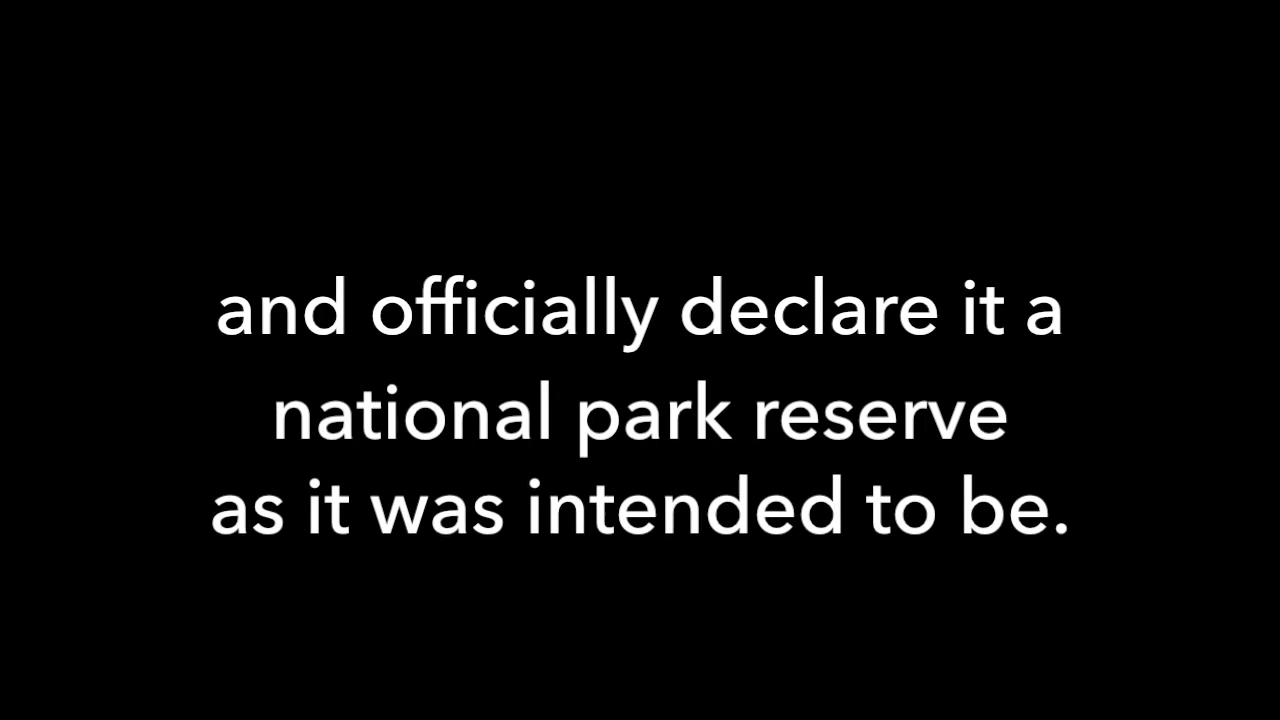 and officially declare it a
national park reserve
as it was intended to be.